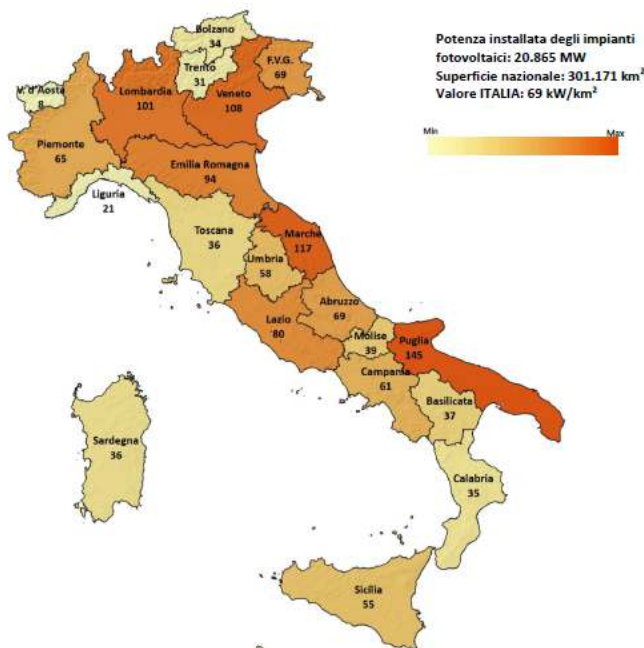 Bolzano
34
Potenza installata degli impianti
fotovoltaici: 20.865 MW
Superficie nazionale: 301.171 km²
Valore ITALIA: 69 kW/km²
Trento
31
F.V.G.
69
V. d'Aosta
8
Lombardia
101
Veneto
108
Min
Max
Piemonte
65
Emilia Romagna
94
Liguria
21
Toscana
36
Marche
117
Umbria
58
Abruzzo
69
Lazio
80
Molise
39
Puglia
145
Campania
61
Basilicata
37
Sardegna
36
Calabria
35
Sicilia
55